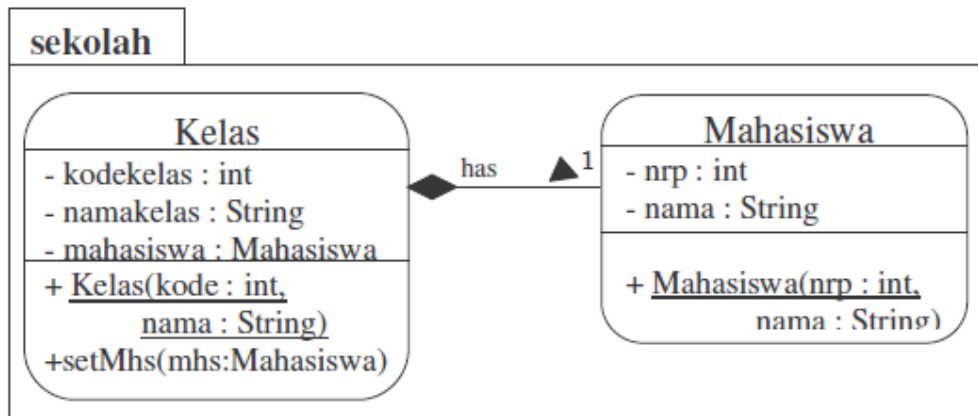 sekolah
Kelas
- kodekelas : int
- namakelas : String
- mahasiswa : Mahasiswa
+ Kelas(kode : int,
nama : String)
+setMhs(mhs:Mahasiswa)
has
1
Mahasiswa
- nrp : int
- nama : String
+ Mahasiswa(nrp : int,
nama : String)